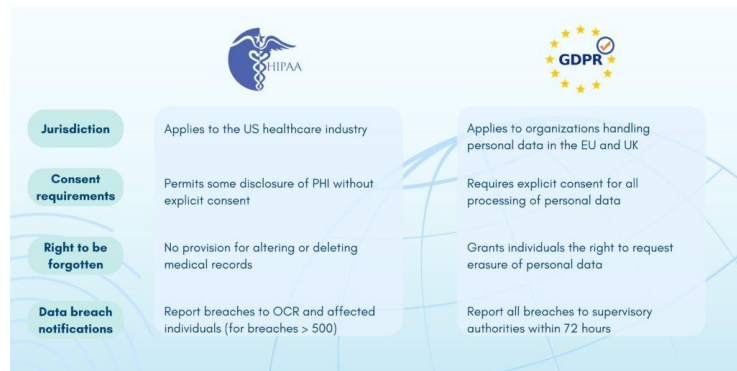 HIPAA
GDPR
Jurisdiction
Applies to the US healthcare industry
Applies to organizations handling
personal data in the EU and UK
Consent
requirements
Permits some disclosure of PHI without
explicit consent
Requires explicit consent for all
processing of personal data
Right to be
forgotten
No provision for altering or deleting
medical records
Grants individuals the right to request
erasure of personal data
Data breach
notifications
Report breaches to OCR and affected
individuals (for breaches > 500)
Report all breaches to supervisory
authorities within 72 hours